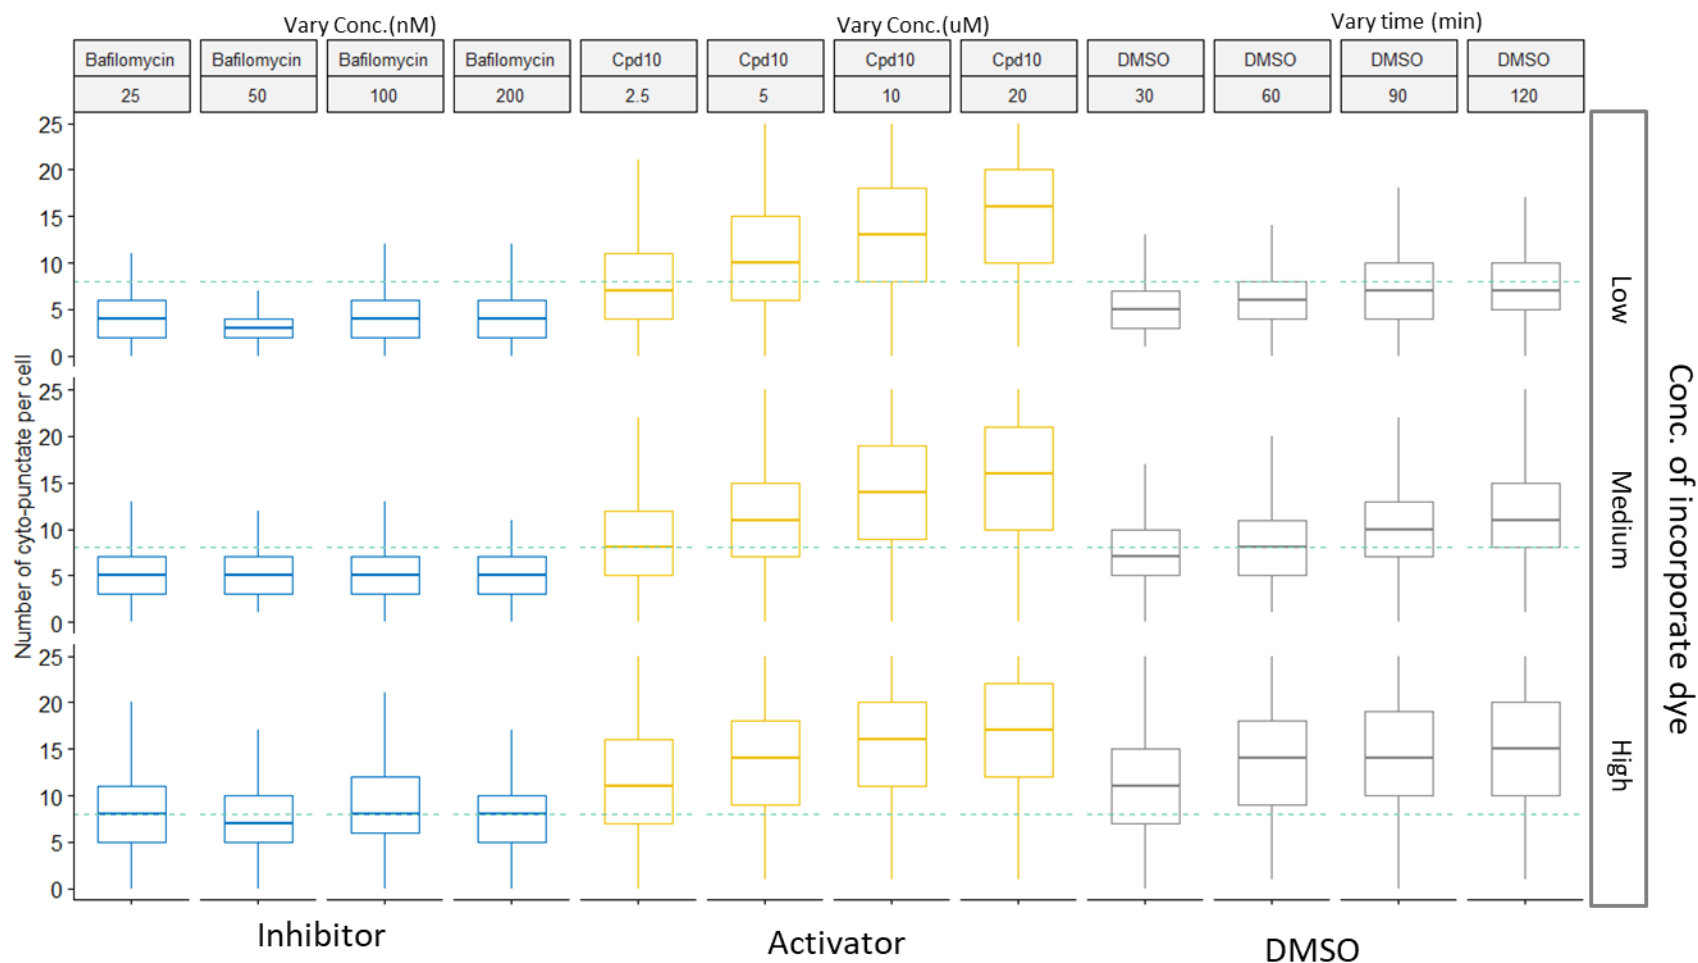 Vary Conc.(nM) Vary Conc.(uM) Vary time (min)
Bafilomycin Bafilomycin Bafilomycin Bafilomycin Cpd10 Cpd10 Cpd10 Cpd10 DMSO DMSO DMSO DMSO
25 50 100 200 2.5 5 10 20 30 60 90 120
25
20
15
10
5
0
Low
25
20
15
10
5
0
Medium
25
20
15
10
5
0
High
Number of cyto-punctate per cell
Conc. of incorporate dye
Inhibitor Activator DMSO